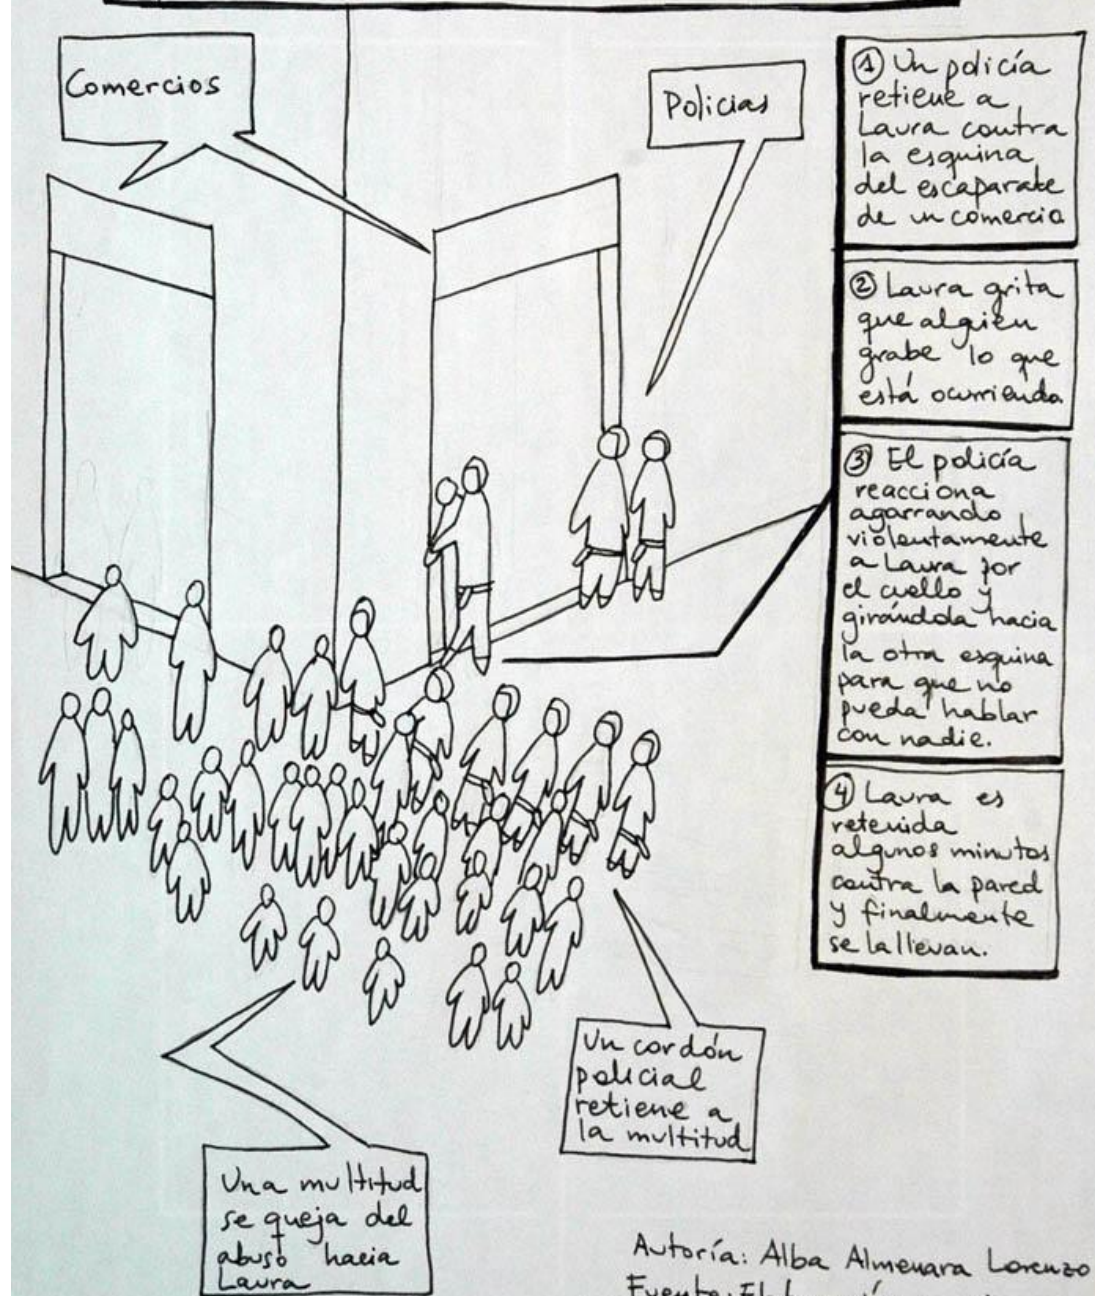 Comercios
Policias
① Un policía
retiene a
Laura contra
la esquina
del escaparate
de un comercio
② Laura grita
que alguien
grabe lo que
está ocurriendo
③ El policía
reacciona
agarrando
violentamente
a Laura por
el cuello y
girándola hacia
la otra esquina
para que no
pueda hablar
con nadie.
④ Laura es
retenida
algunos minutos
contra la pared
y finalmente
se la llevan.
Un cordón
policial
retiene a
la multitud
Una multitud
se queja del
abuso hacia
Laura
Autoría: Alba Almenara Lorenzo